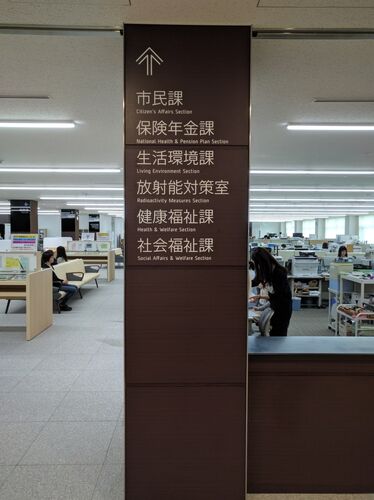 市民課
Citizen's Affairs Section
保険年金課
National Health & Pension Plan Section
生活環境課
Living Environment Section
放射能対策室
Radioactivity Measures Section
健康福祉課
Health & Welfare Section
社会福祉課
Social Affairs & Welfare Section